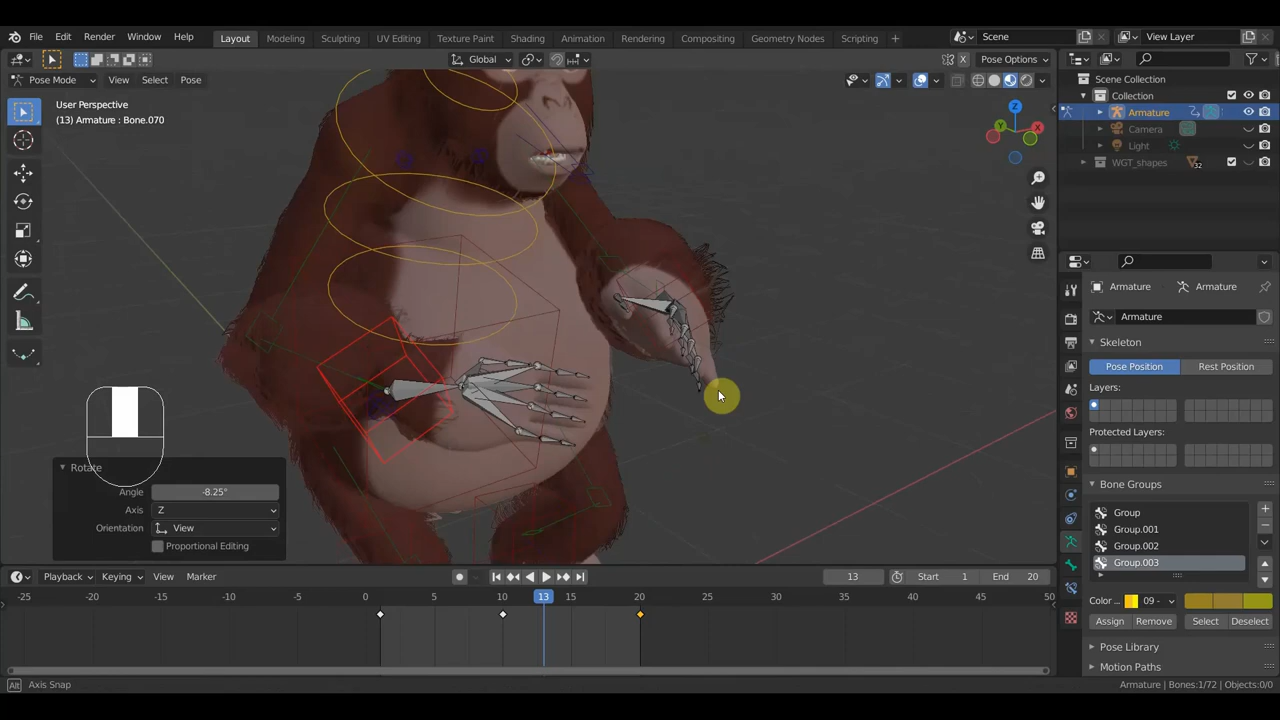 File Edit Render Window Help Layout Modeling Sculpting UV Editing Texture Paint Shading Animation Rendering Compositing Geometry Nodes Scripting + Scene View Layer
Global Pose Options
Pose Mode View Select Pose
User Perspective
(13) Armature : Bone.070
Z
Y
X
Scene Collection
Collection
Armature
Camera
Light
WGT_shapes 32
Armature Armature
Armature
Skeleton
Pose Position Rest Position
Layers:
Protected Layers:
Bone Groups
Group
Group.001
Group.002
Group.003
Color ... 09 -
Assign Remove Select Deselect
Pose Library
Motion Paths
Rotate
Angle -8.25°
Axis Z
Orientation View
Proportional Editing
Playback Keying View Marker 13 Start 1 End 20
-25 -20 -15 -10 -5 0 5 10 13 15 20 25 30 35 40 45 50
Alt Axis Snap Armature | Bones:1/72 | Objects:0/0